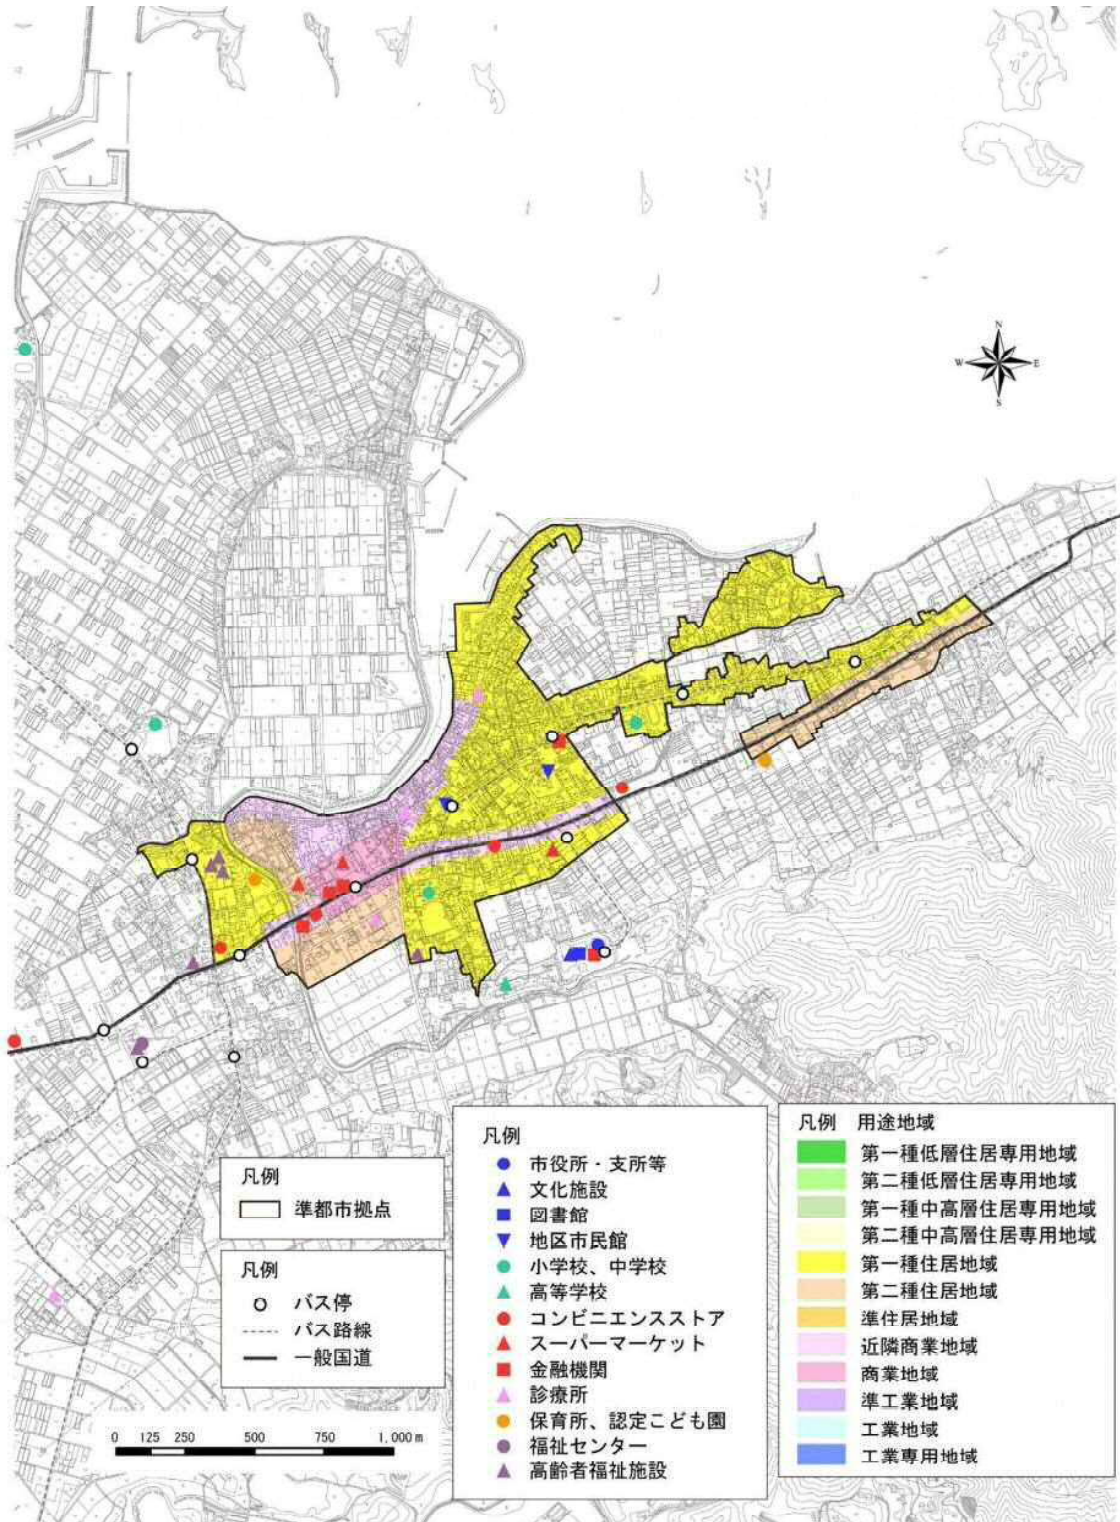 N
W
E
S
凡例
準都市拠点
凡例
バス停
バス路線
一般国道
0 125 250 500 750 1,000 m
凡例
市役所・支所等
文化施設
図書館
地区市民館
小学校、中学校
高等学校
コンビニエンスストア
スーパーマーケット
金融機関
診療所
保育所、認定こども園
福祉センター
高齢者福祉施設
凡例 用途地域
第一種低層住居専用地域
第二種低層住居専用地域
第一種中高層住居専用地域
第二種中高層住居専用地域
第一種住居地域
第二種住居地域
準住居地域
近隣商業地域
商業地域
準工業地域
工業地域
工業専用地域